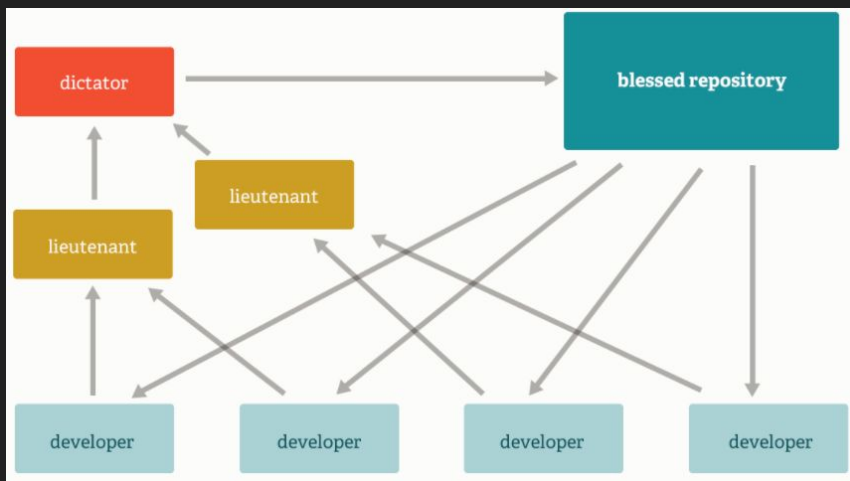 dictator
blessed repository
lieutenant
lieutenant
developer
developer
developer
developer